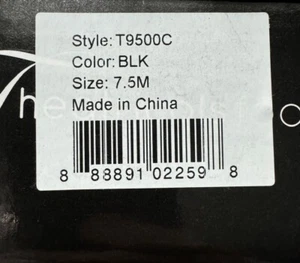 Style: T9500C
Color: BLK
Size: 7.5M
Made in China
8 88891 02259 8